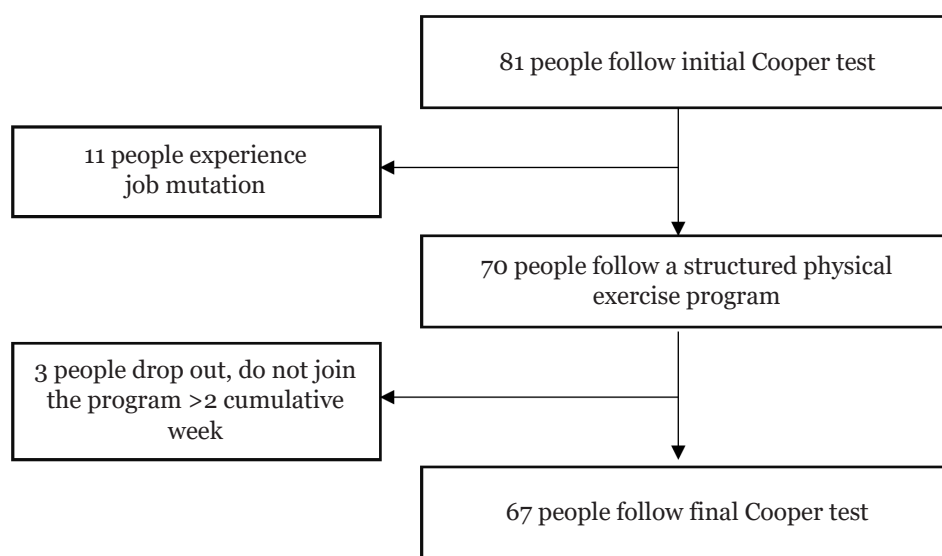 81 people follow initial Cooper test
11 people experience
job mutation
70 people follow a structured physical
exercise program
3 people drop out, do not join
the program >2 cumulative
week
67 people follow final Cooper test